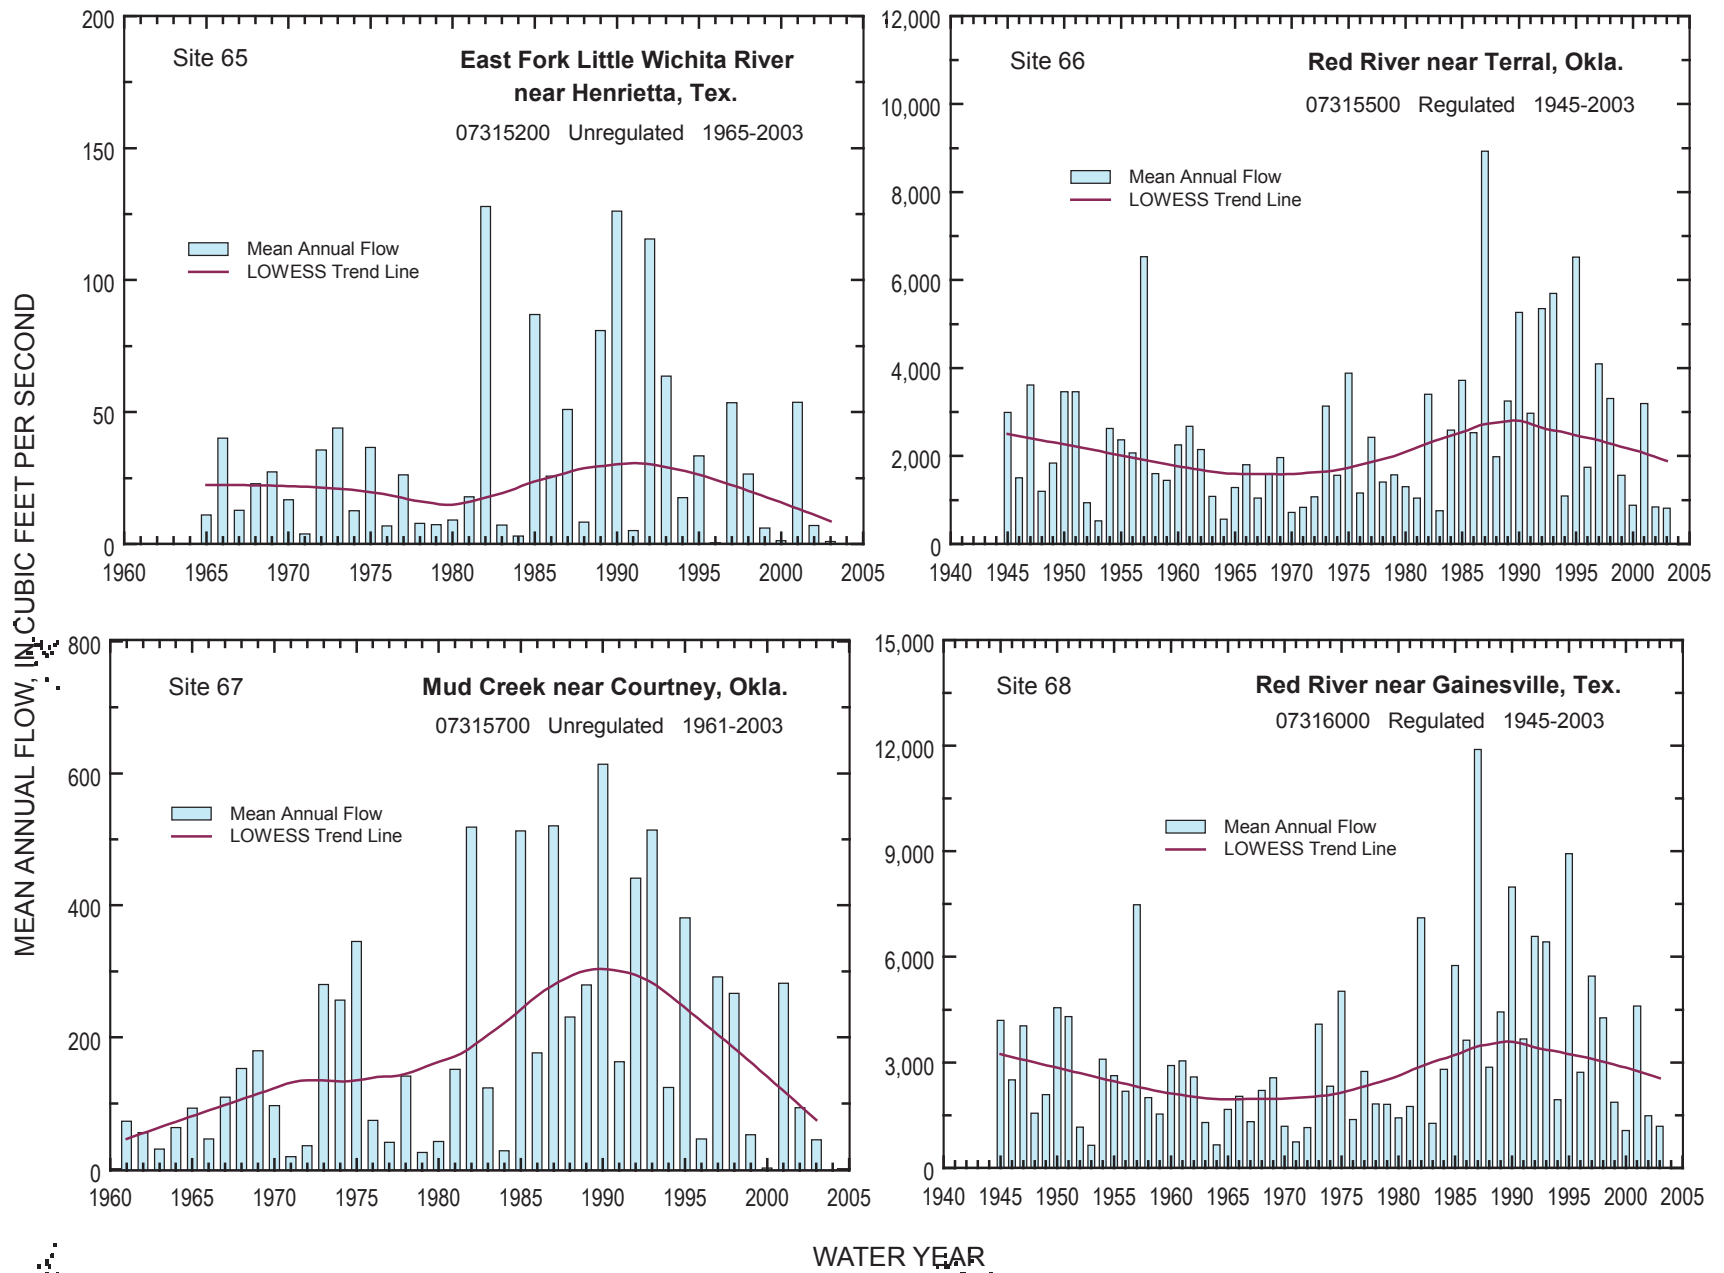 MEAN ANNUAL FLOW, IN CUBIC FEET PER SECOND
Site 65
East Fork Little Wichita River
near Henrietta, Tex.
07315200 Unregulated 1965-2003
Mean Annual Flow
LOWESS Trend Line
200
150
100
50
0
1960 1965 1970 1975 1980 1985 1990 1995 2000 2005
Site 66
Red River near Terral, Okla.
07315500 Regulated 1945-2003
Mean Annual Flow
LOWESS Trend Line
12,000
10,000
8,000
6,000
4,000
2,000
0
1940 1945 1950 1955 1960 1965 1970 1975 1980 1985 1990 1995 2000 2005
Site 67
Mud Creek near Courtney, Okla.
07315700 Unregulated 1961-2003
Mean Annual Flow
LOWESS Trend Line
800
600
400
200
0
1960 1965 1970 1975 1980 1985 1990 1995 2000 2005
Site 68
Red River near Gainesville, Tex.
07316000 Regulated 1945-2003
Mean Annual Flow
LOWESS Trend Line
15,000
12,000
9,000
6,000
3,000
0
1940 1945 1950 1955 1960 1965 1970 1975 1980 1985 1990 1995 2000 2005
WATER YEAR